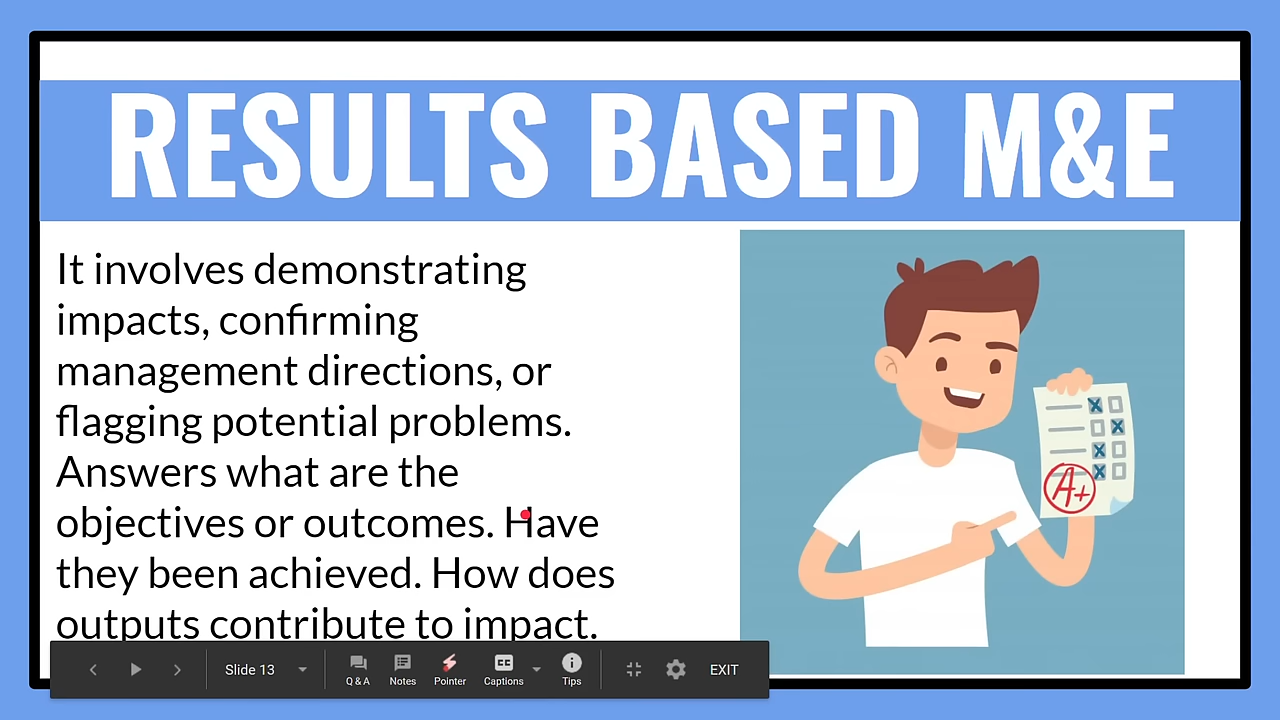 RESULTS BASED M&E
It involves demonstrating
impacts, confirming
management directions, or
flagging potential problems.
Answers what are the
objectives or outcomes. Have
they been achieved. How does
outputs contribute to impact.
A+
Slide 13
Q & A
Notes
Pointer
CC
Captions
Tips
EXIT